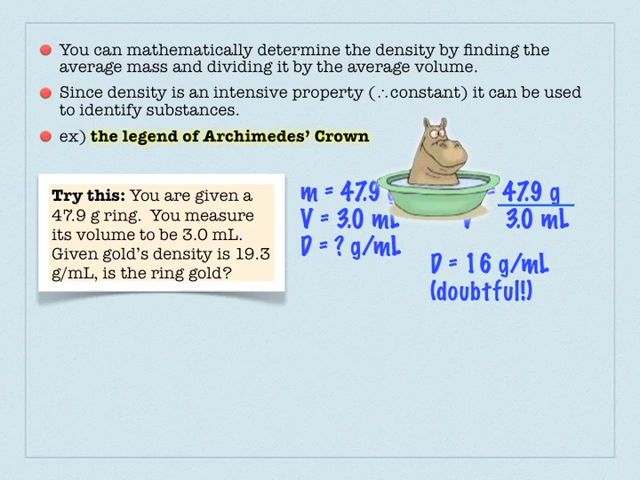 You can mathematically determine the density by finding the
average mass and dividing it by the average volume.
Since density is an intensive property (∴constant) it can be used
to identify substances.
ex) the legend of Archimedes' Crown
Try this: You are given a
47.9 g ring. You measure
its volume to be 3.0 mL.
Given gold's density is 19.3
g/mL, is the ring gold?
m = 47.9
V = 3.0 mL
D = ? g/mL
= 47.9 g
V 3.0 mL
D = 16 g/mL
(doubtful!)